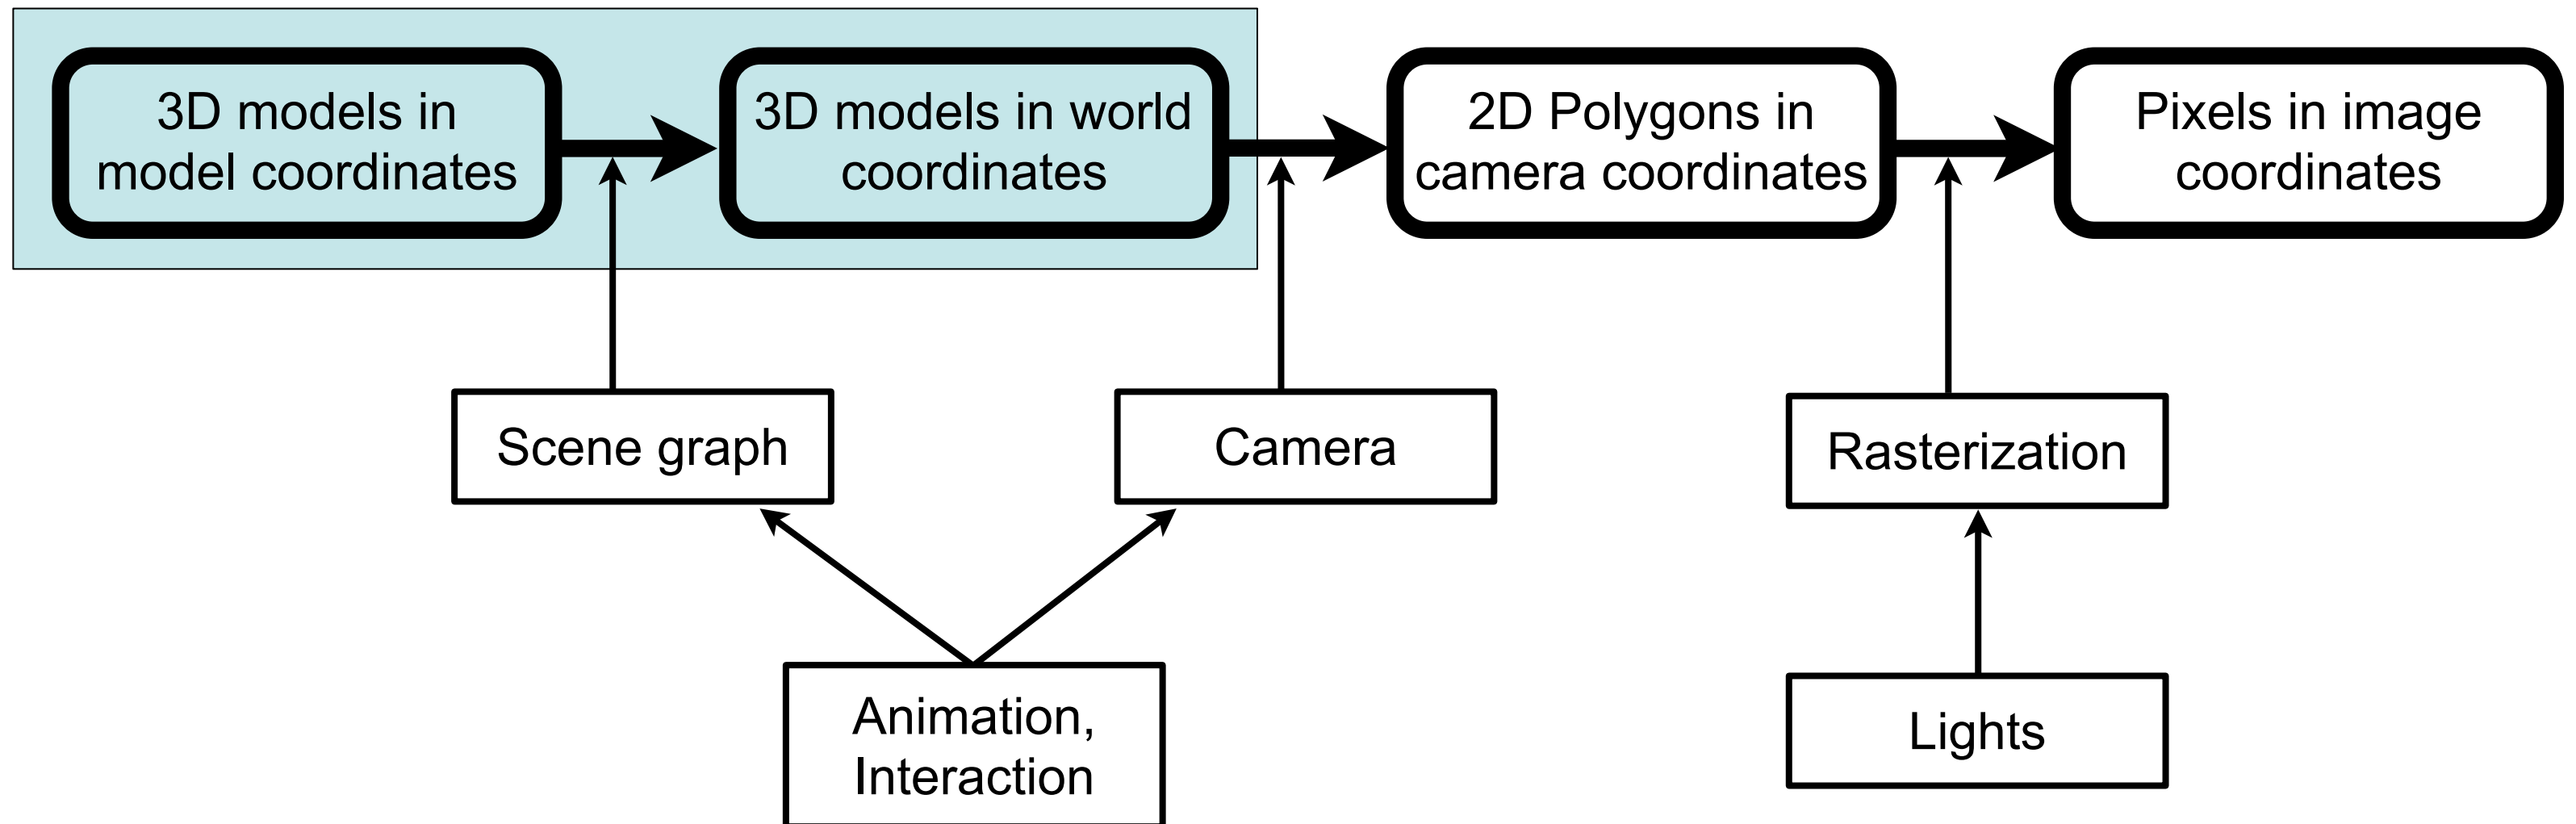 3D models in
model coordinates
3D models in world
coordinates
2D Polygons in
camera coordinates
Pixels in image
coordinates
Scene graph
Camera
Rasterization
Animation,
Interaction
Lights